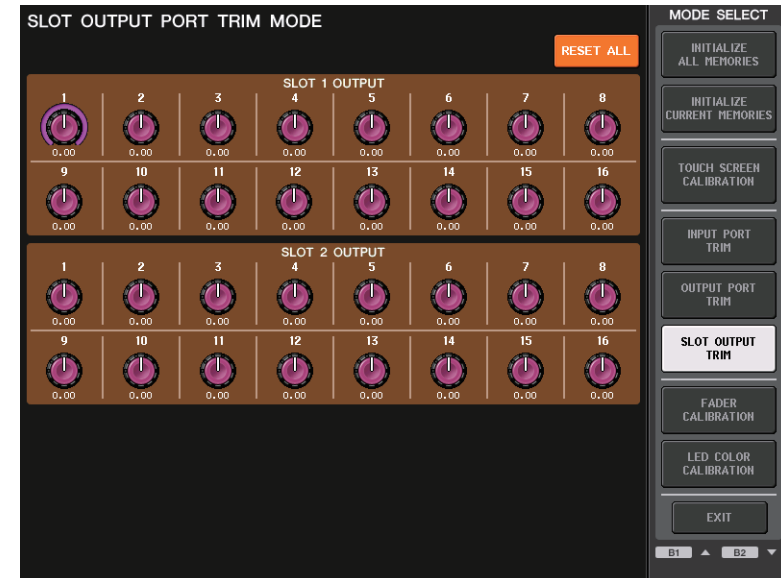 SLOT OUTPUT PORT TRIM MODE
RESET ALL
SLOT 1 OUTPUT
1 2 3 4 5 6 7 8
0.00 0.00 0.00 0.00 0.00 0.00 0.00 0.00
9 10 11 12 13 14 15 16
0.00 0.00 0.00 0.00 0.00 0.00 0.00 0.00
SLOT 2 OUTPUT
1 2 3 4 5 6 7 8
0.00 0.00 0.00 0.00 0.00 0.00 0.00 0.00
9 10 11 12 13 14 15 16
0.00 0.00 0.00 0.00 0.00 0.00 0.00 0.00
MODE SELECT
INITIALIZE
ALL MEMORIES
INITIALIZE
CURRENT MEMORIES
TOUCH SCREEN
CALIBRATION
INPUT PORT
TRIM
OUTPUT PORT
TRIM
SLOT OUTPUT
TRIM
FADER
CALIBRATION
LED COLOR
CALIBRATION
EXIT
B1 ▲ B2 ▼